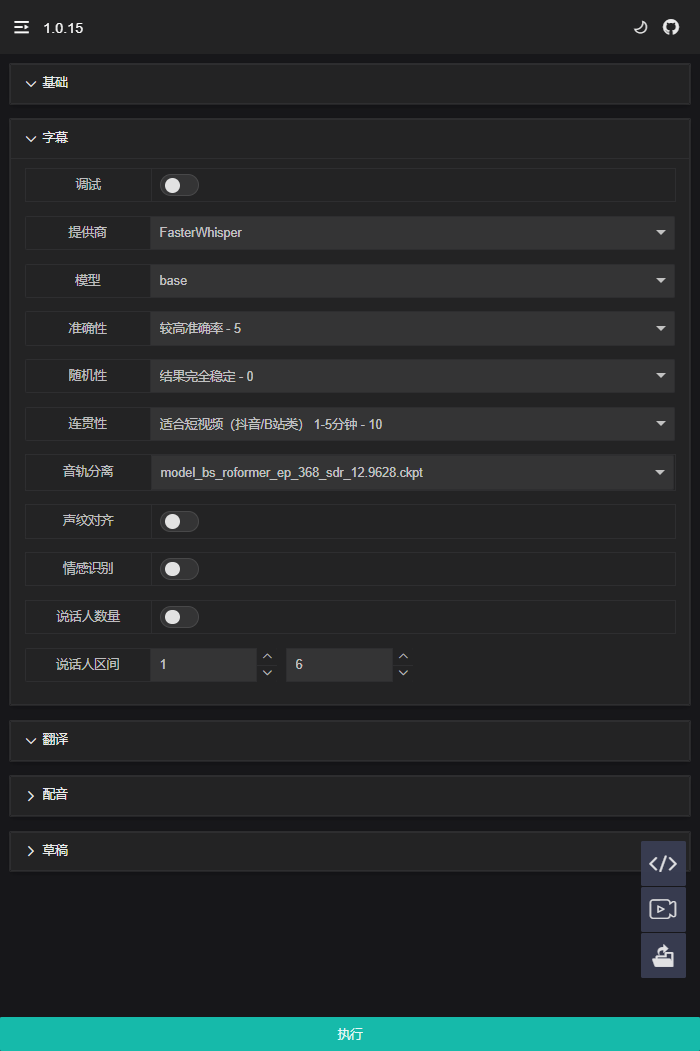 1.0.15
基础
字幕
调试
提供商 FasterWhisper
模型 base
准确性 较高准确率 - 5
随机性 结果完全稳定 - 0
连贯性 适合短视频（抖音/B站类） 1-5分钟 - 10
音轨分离 model_bs_roformer_ep_368_sdr_12.9628.ckpt
声纹对齐
情感识别
说话人数量
说话人区间 1 6
翻译
配音
草稿
执行